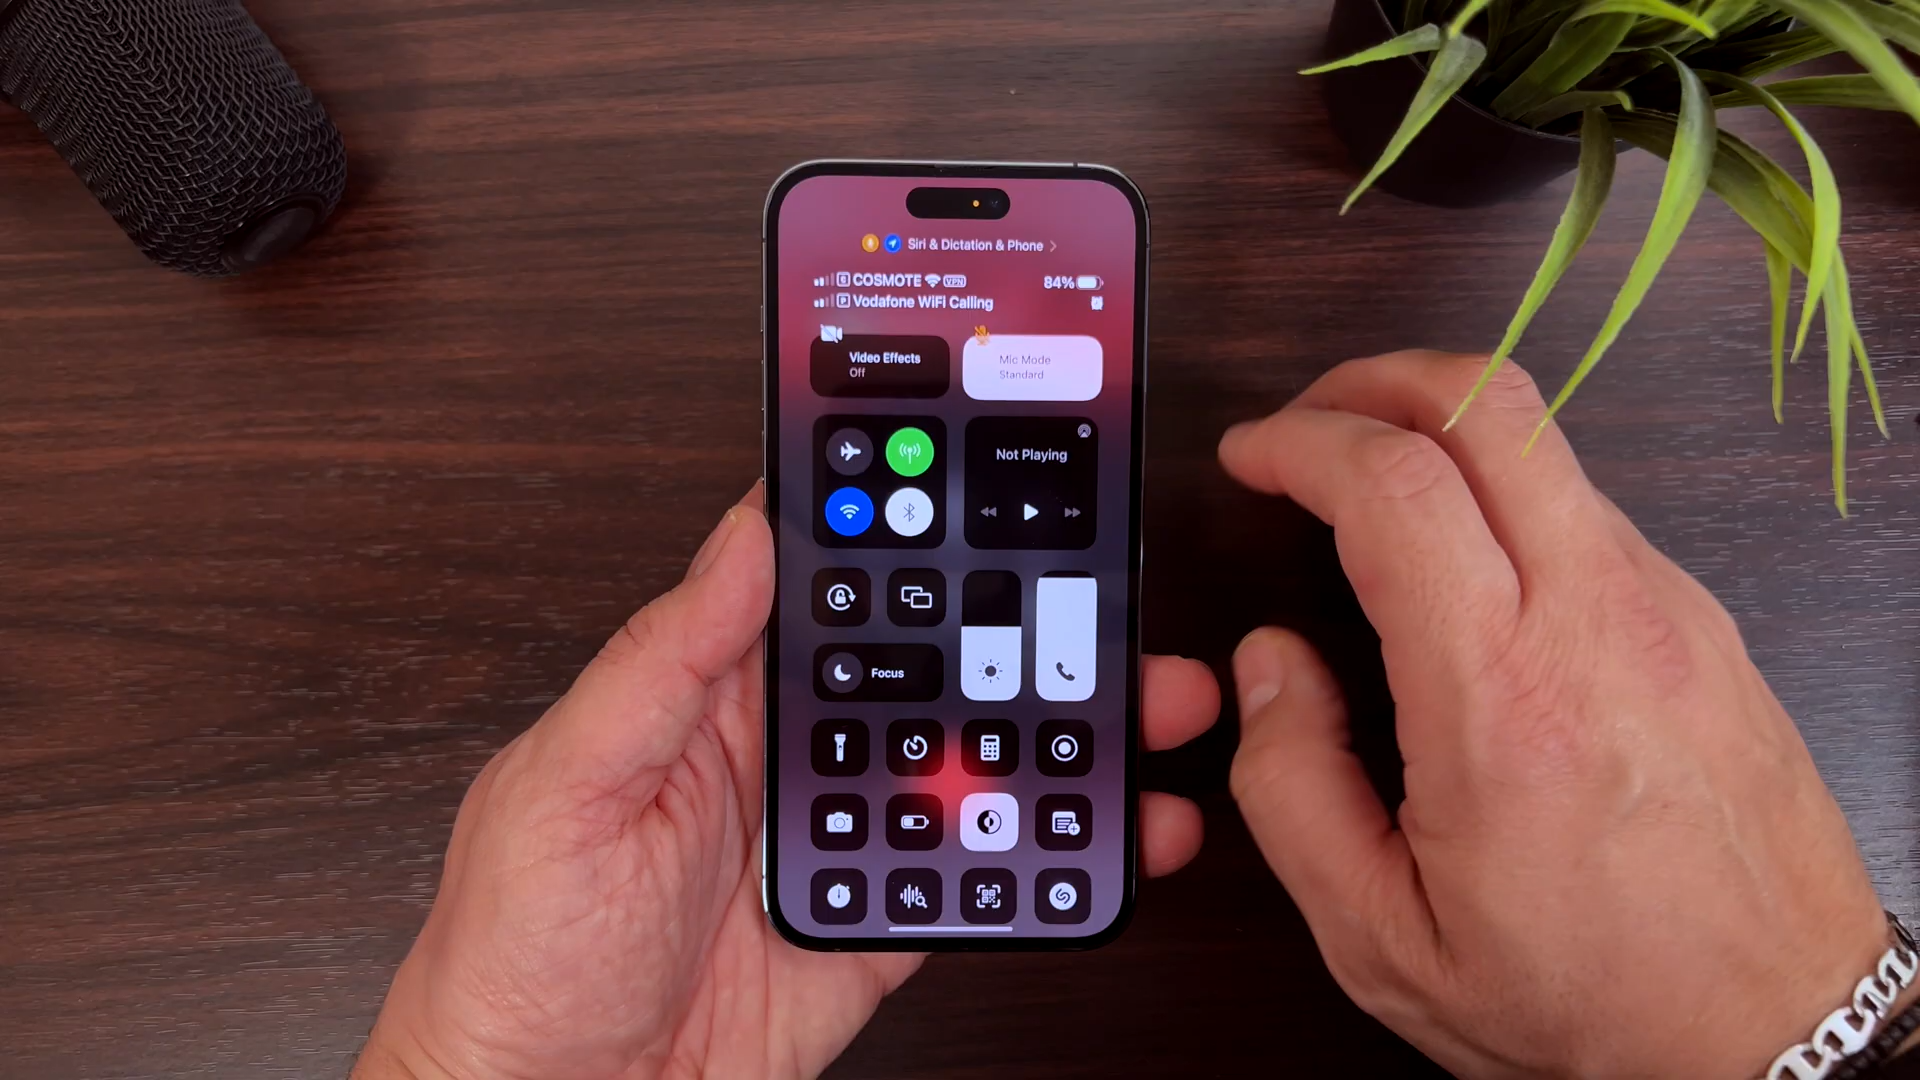 Siri & Dictation & Phone
COSMOTE VPN 84%
Vodafone WiFi Calling
Video Effects
Off
Mic Mode
Standard
Not Playing
Focus